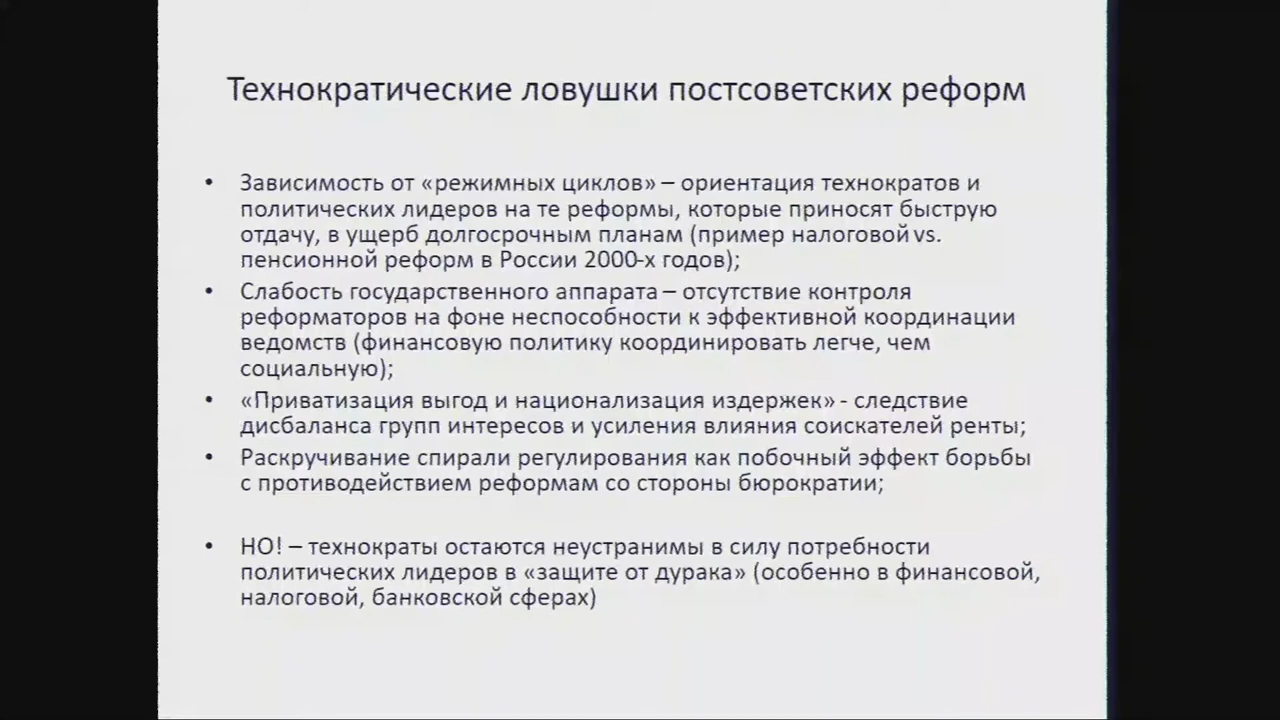 Технократические ловушки постсоветских реформ
• Зависимость от «режимных циклов» – ориентация технократов и
политических лидеров на те реформы, которые приносят быструю
отдачу, в ущерб долгосрочным планам (пример налоговой vs.
пенсионной реформ в России 2000-х годов);
• Слабость государственного аппарата – отсутствие контроля
реформаторов на фоне неспособности к эффективной координации
ведомств (финансовую политику координировать легче, чем
социальную);
• «Приватизация выгод и национализация издержек» - следствие
дисбаланса групп интересов и усиления влияния соискателей ренты;
• Раскручивание спирали регулирования как побочный эффект борьбы
с противодействием реформам со стороны бюрократии;
• НО! – технократы остаются неустранимы в силу потребности
политических лидеров в «защите от дурака» (особенно в финансовой,
налоговой, банковской сферах)